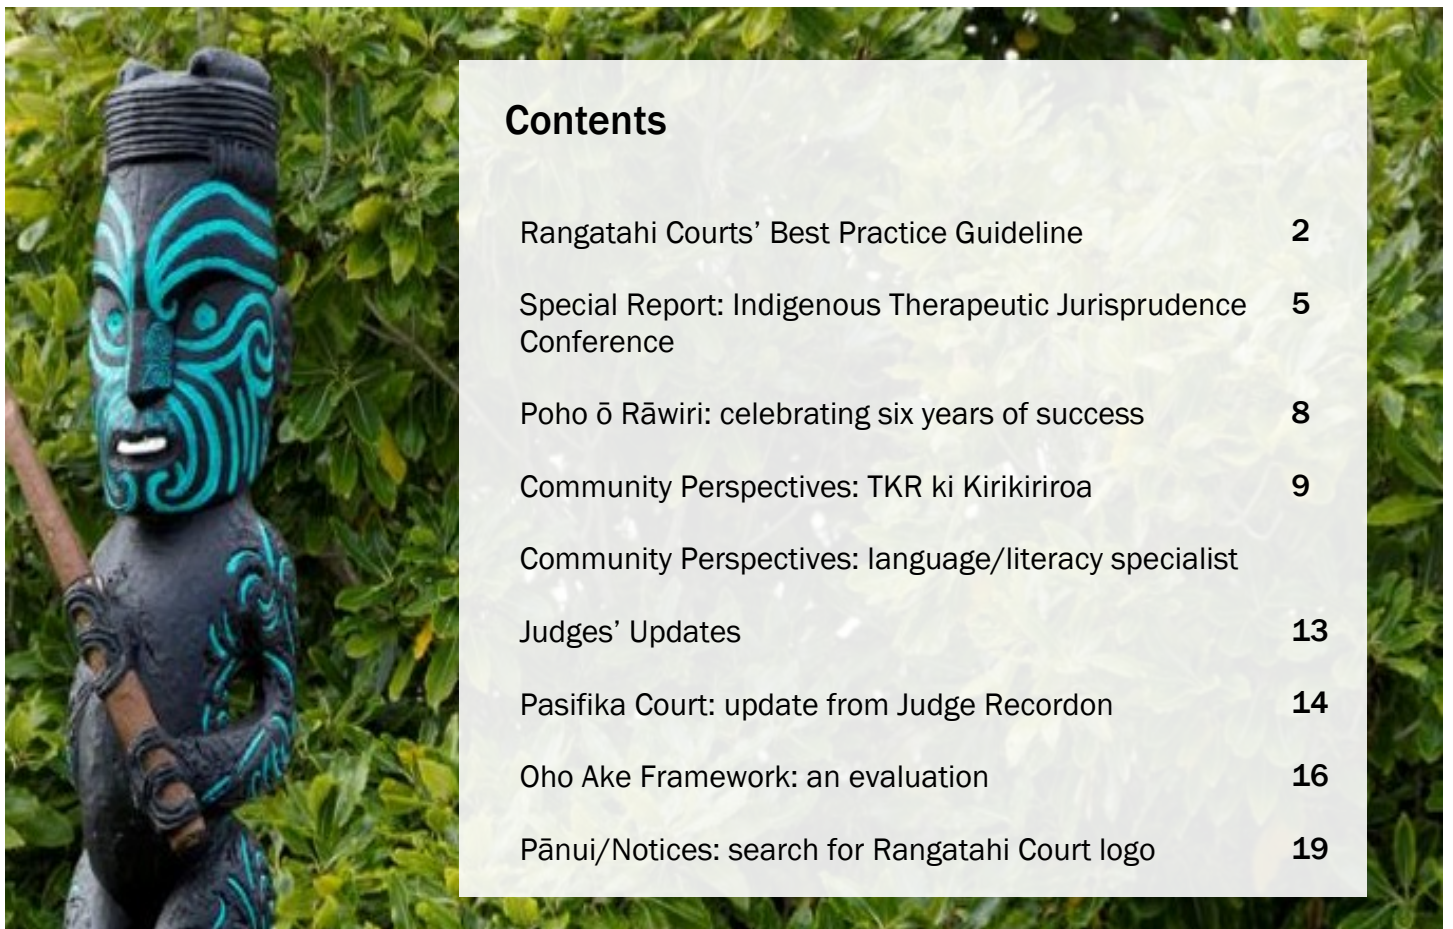 Contents
Rangatahi Courts’ Best Practice Guideline 2
Special Report: Indigenous Therapeutic Jurisprudence 5
Conference
Poho ō Rāwiri: celebrating six years of success 8
Community Perspectives: TKR ki Kirikiriroa 9
Community Perspectives: language/literacy specialist
Judges’ Updates 13
Pasifika Court: update from Judge Recordon 14
Oho Ake Framework: an evaluation 16
Pānui/Notices: search for Rangatahi Court logo 19